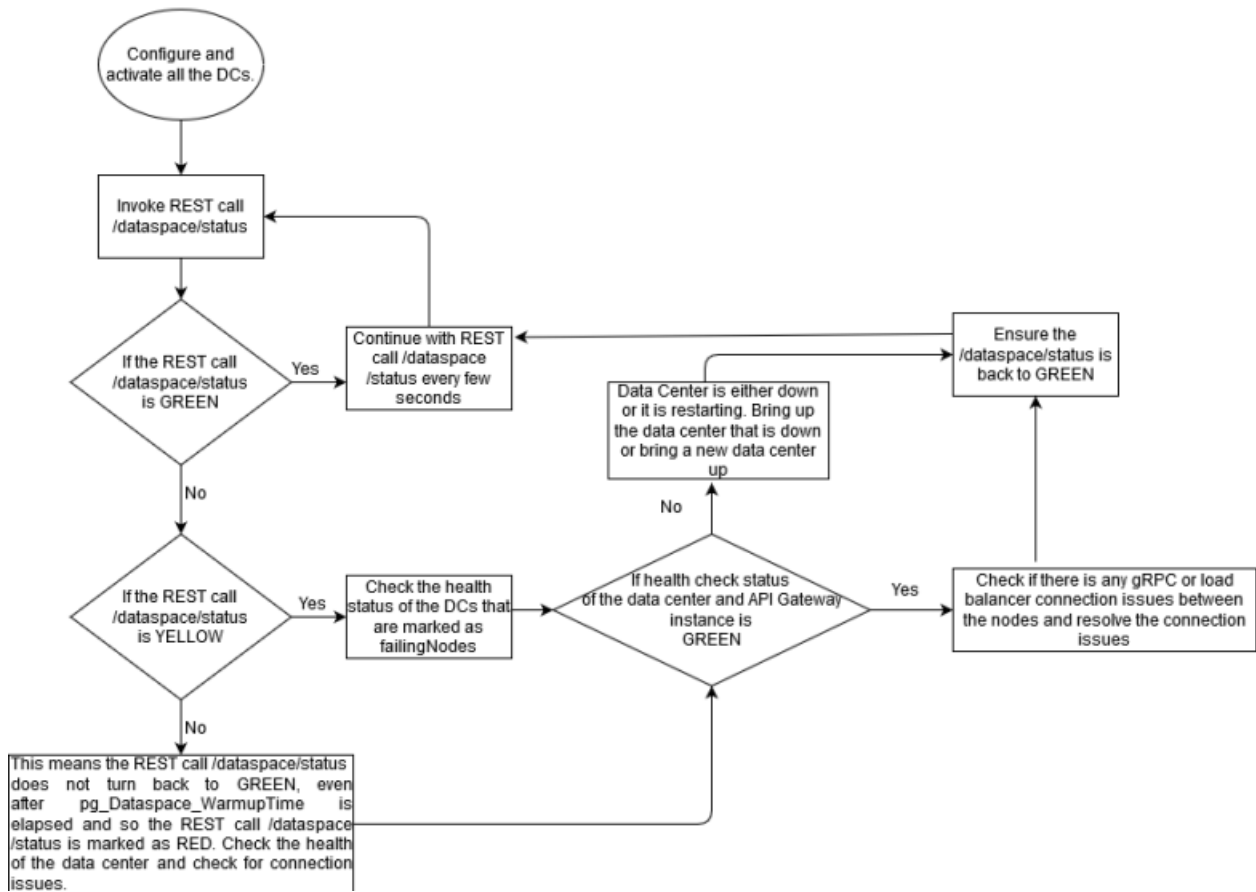 Configure and
activate all the DCs.
Invoke REST call
/dataspace/status
If the REST call
/dataspace/status
is GREEN
Yes
Continue with REST
call /dataspace
/status every few
seconds
Ensure the
/dataspace/status is
back to GREEN
Data Center is either down
or it is restarting. Bring up
the data center that is down
or bring a new data center
up
No
No
If the REST call
/dataspace/status
is YELLOW
Yes
Check the health
status of the DCs that
are marked as
failingNodes
If health check status
of the data center and API Gateway
instance is
GREEN
Yes
Check if there is any gRPC or load
balancer connection issues between
the nodes and resolve the connection
issues
No
This means the REST call /dataspace/status
does not turn back to GREEN, even
after pg_Dataspace_WarmupTime is
elapsed and so the REST call /dataspace
/status is marked as RED. Check the health
of the data center and check for connection
issues.